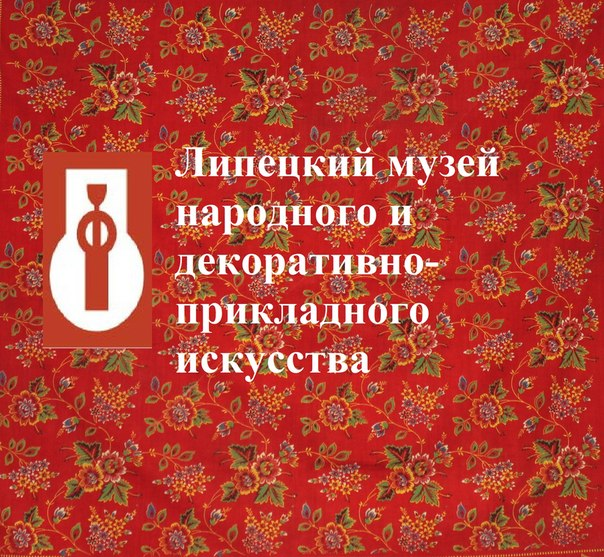 Липецкий музей
народного и
декоративно-
прикладного
искусства